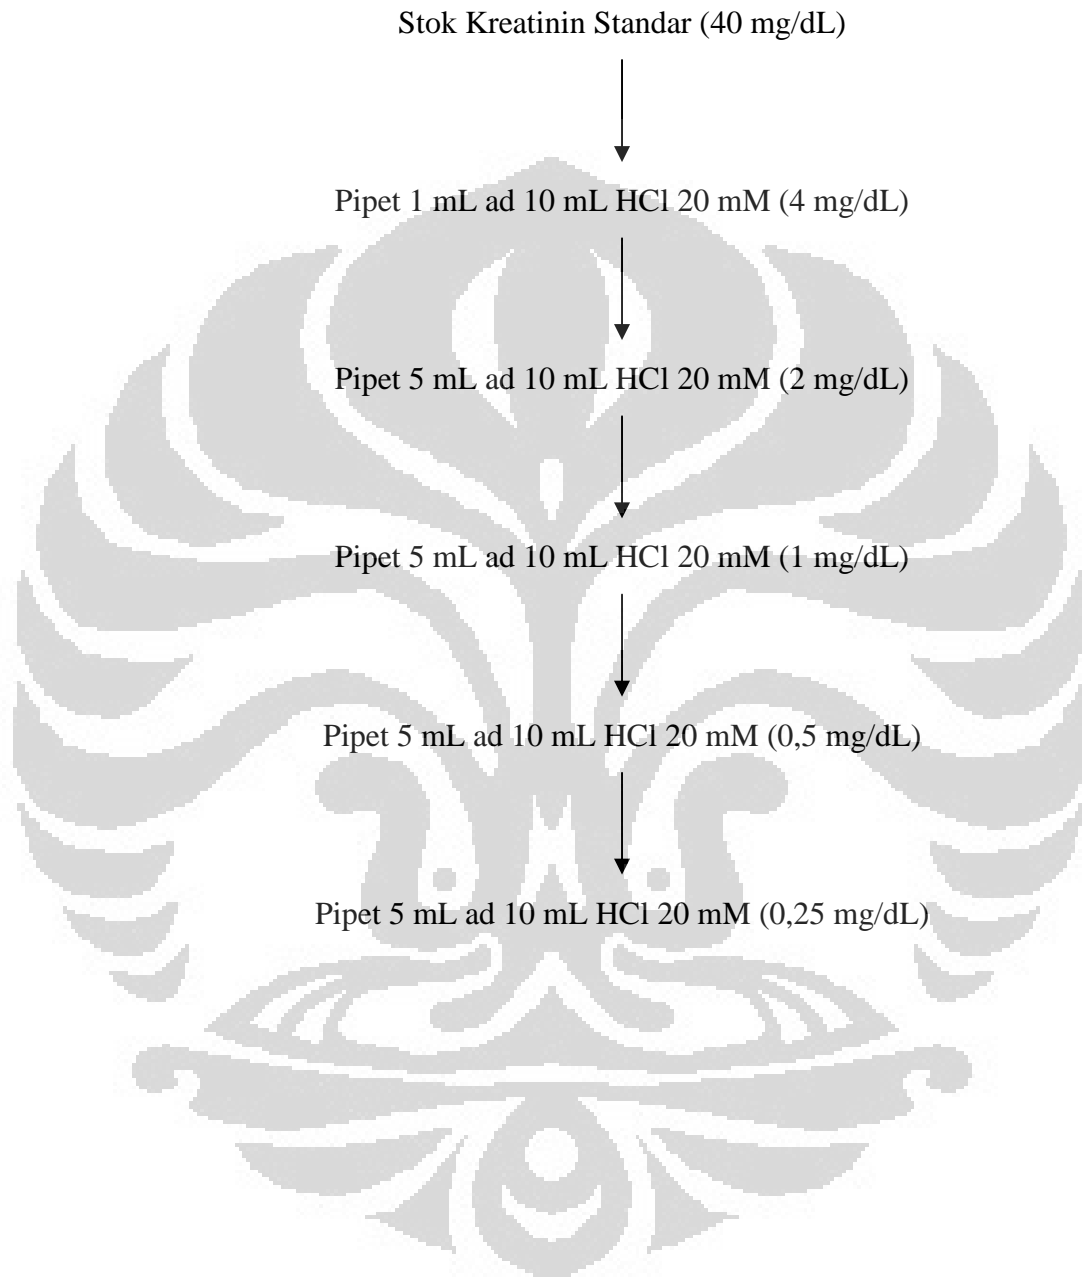 Stok Kreatinin Standar (40 mg/dL)
Pipet 1 mL ad 10 mL HCl 20 mM (4 mg/dL)
Pipet 5 mL ad 10 mL HCl 20 mM (2 mg/dL)
Pipet 5 mL ad 10 mL HCl 20 mM (1 mg/dL)
Pipet 5 mL ad 10 mL HCl 20 mM (0,5 mg/dL)
Pipet 5 mL ad 10 mL HCl 20 mM (0,25 mg/dL)